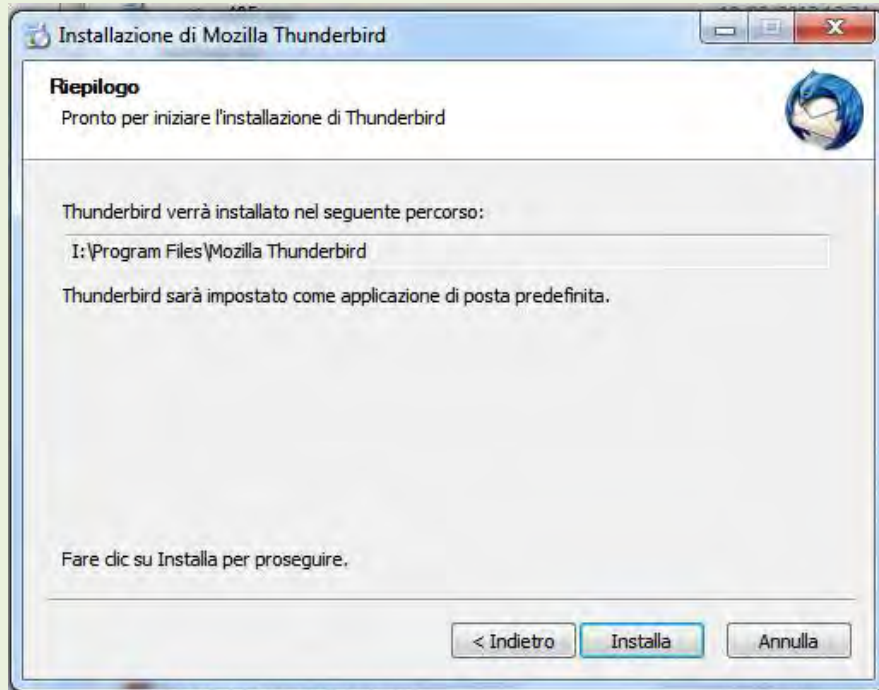 Installazione di Mozilla Thunderbird
Riepilogo
Pronto per iniziare l'installazione di Thunderbird
Thunderbird verrà installato nel seguente percorso:
I:\Program Files\Mozilla Thunderbird
Thunderbird sarà impostato come applicazione di posta predefinita.
Fare clic su Installa per proseguire.
< Indietro
Installa
Annulla